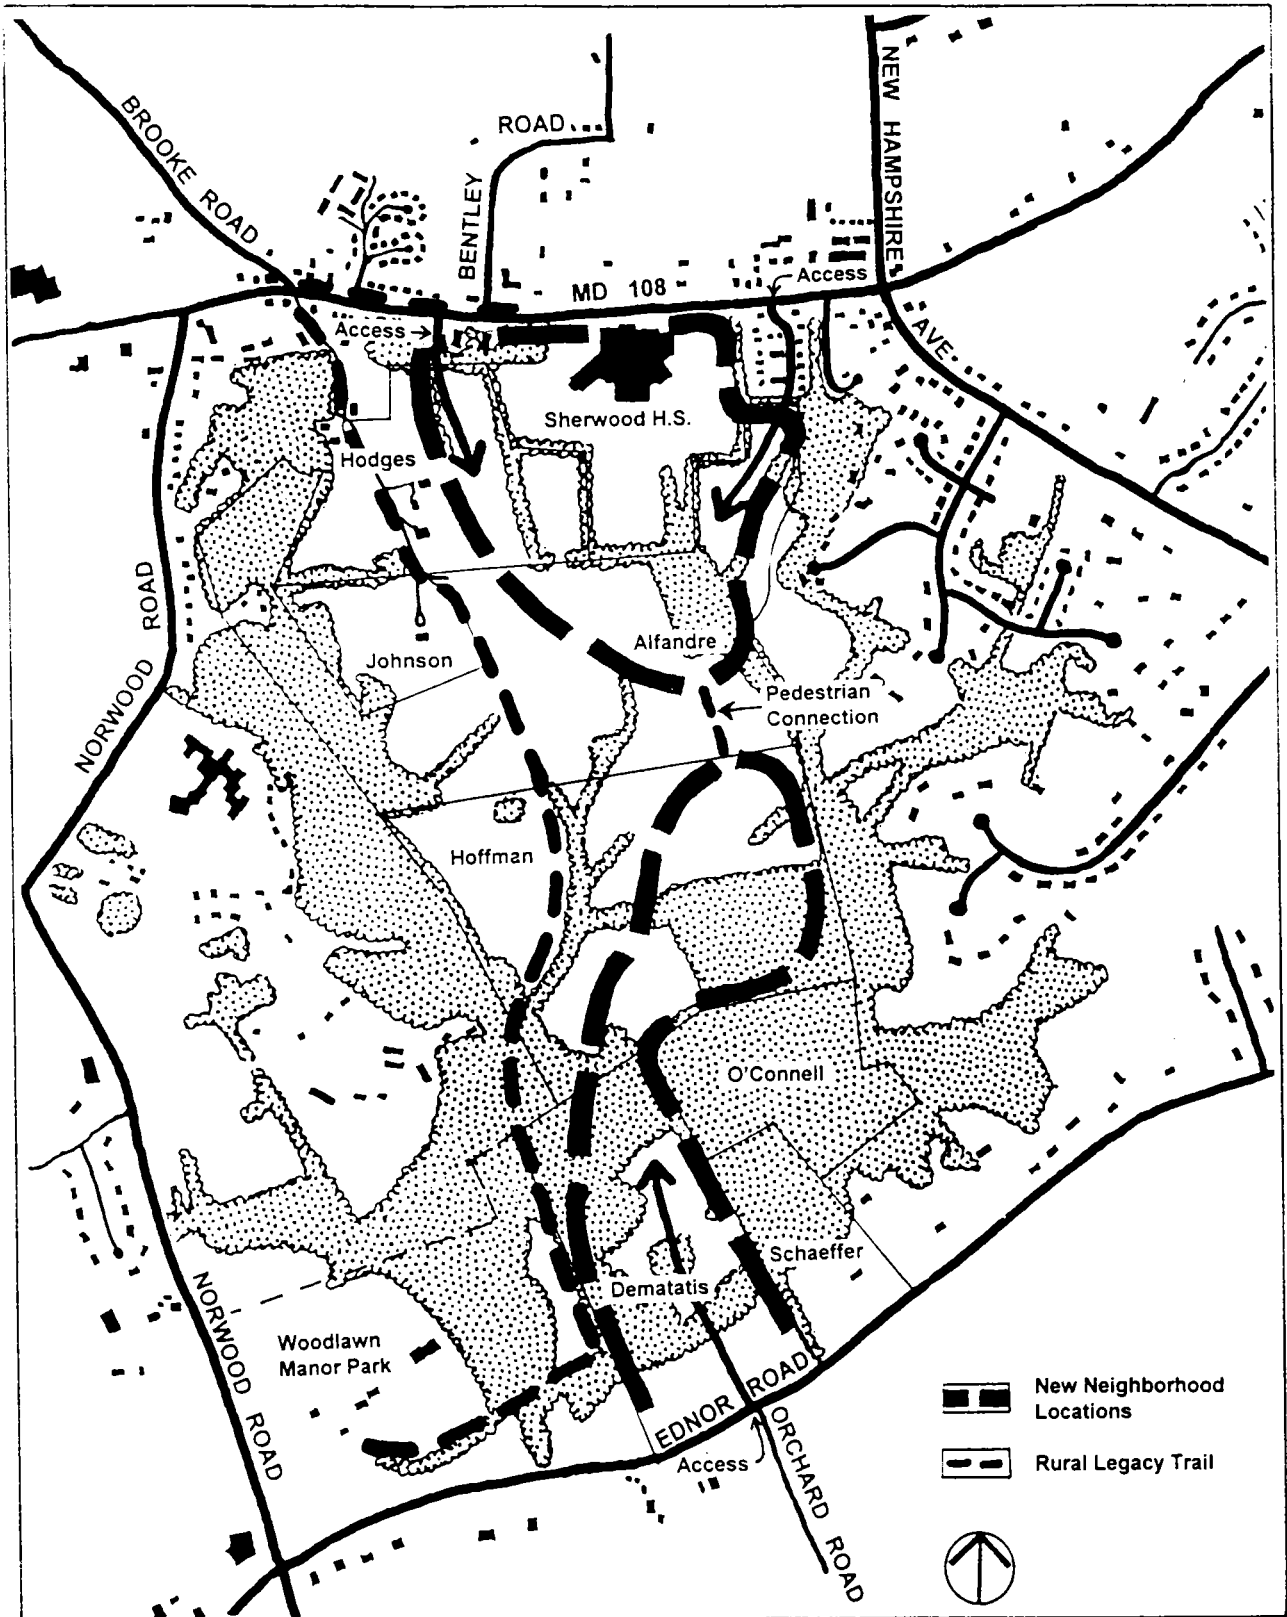 BROOKE ROAD
ROAD
BENTLEY
NEW HAMPSHIRE
AVE.
MD 108
Access
Access
Sherwood H.S.
Hodges
ROAD
NORWOOD
Johnson
Alfandre
Pedestrian
Connection
Hoffman
O'Connell
Schaeffer
Dematatis
Woodlawn
Manor Park
NORWOOD ROAD
EDNOR ROAD
Access
ORCHARD ROAD
New Neighborhood
Locations
Rural Legacy Trail